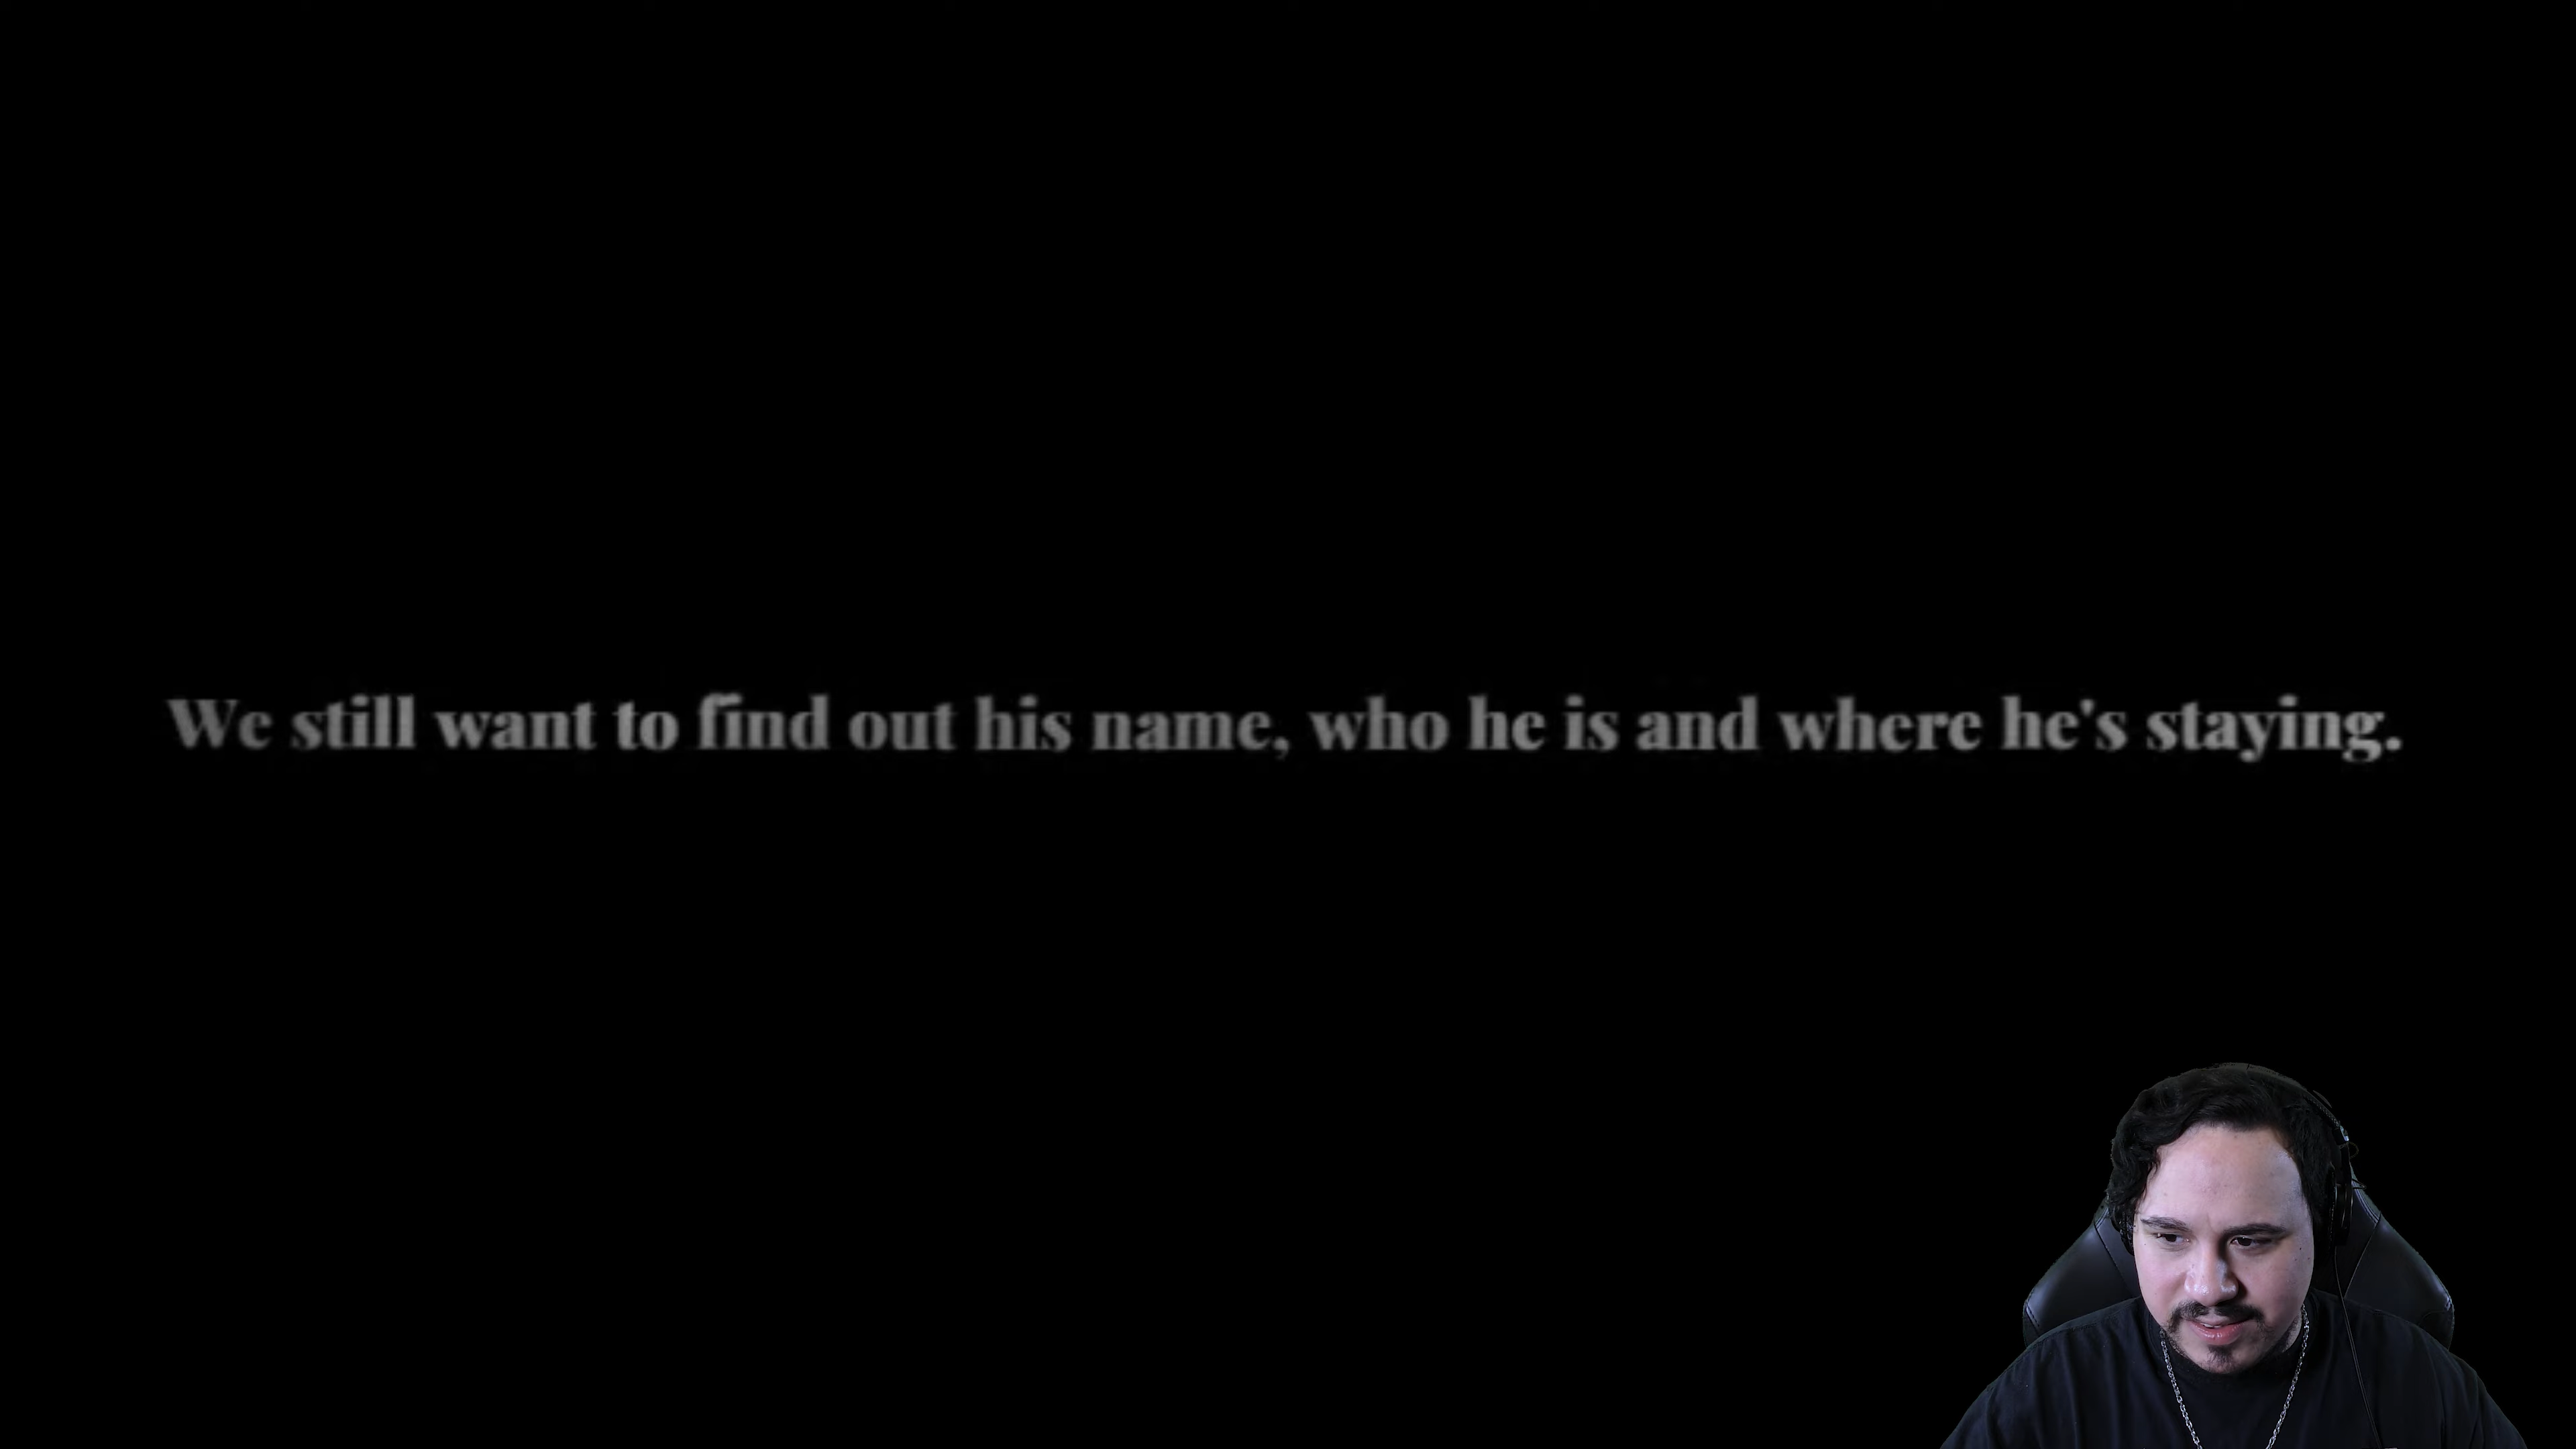 We still want to find out his name, who he is and where he's staying.